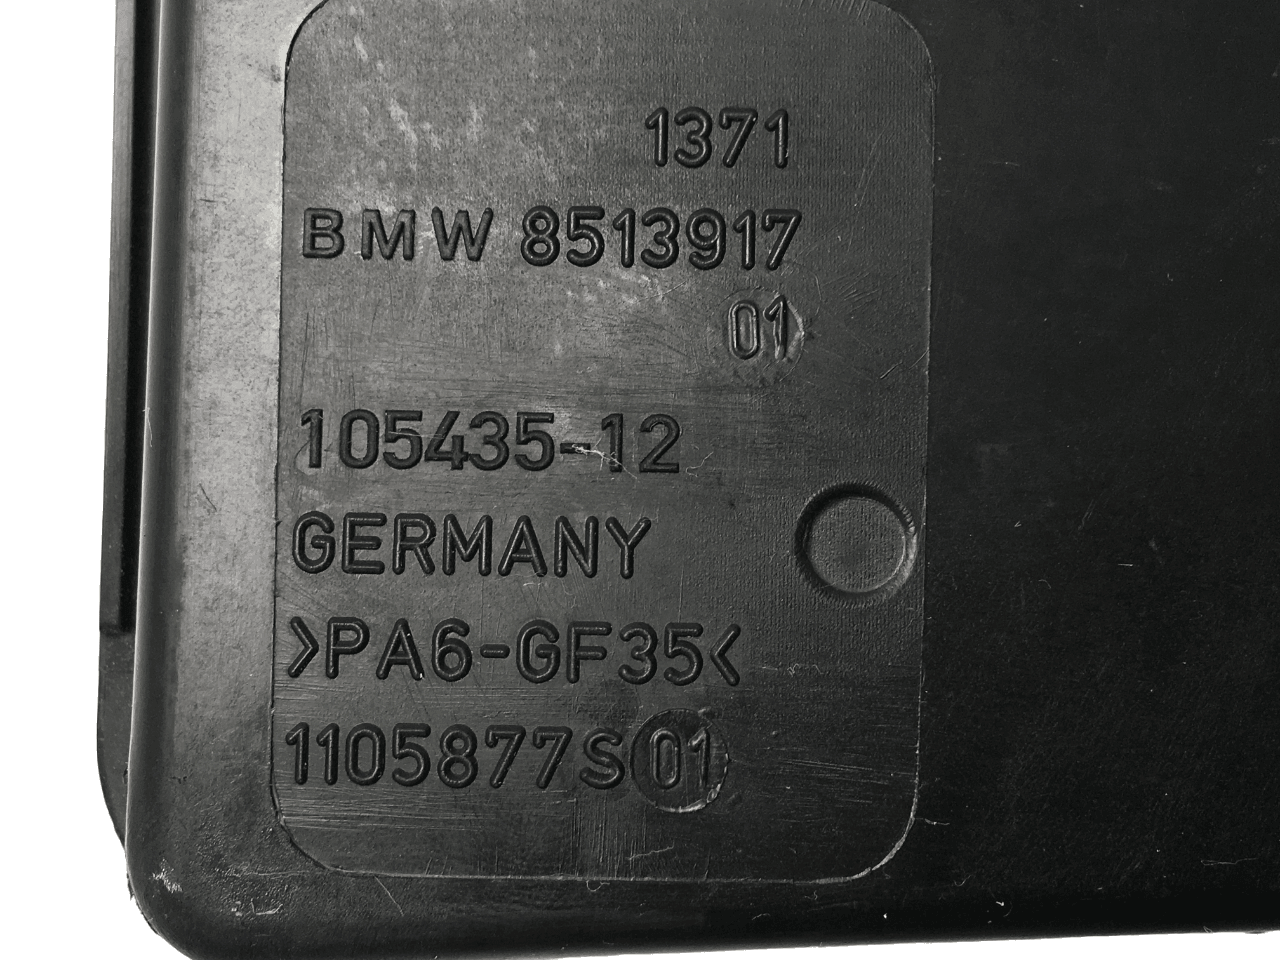 1371
BMW 8513917
01
105435-12
GERMANY
>PA6-GF35<
1105877S01